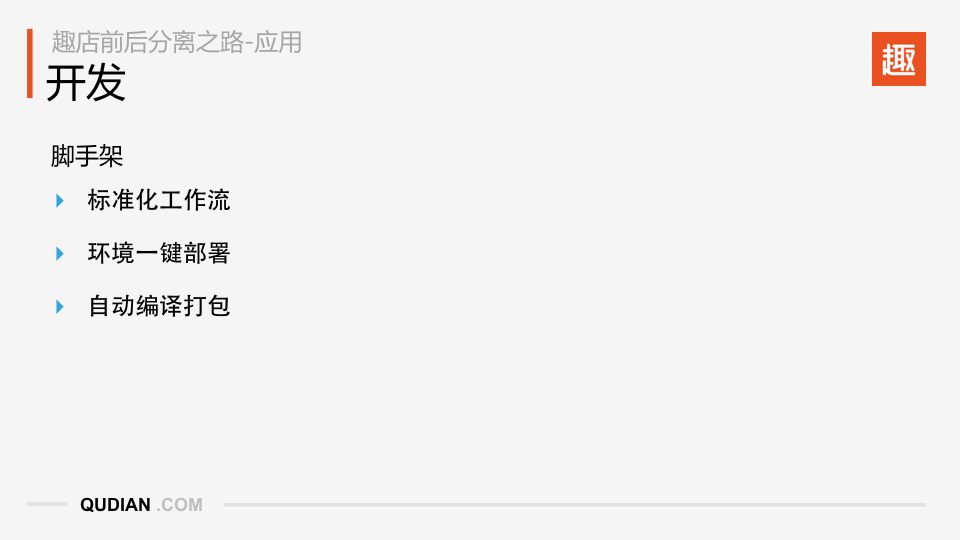 趣店前后分离之路-应用
开发
趣
脚手架
标准化工作流
环境一键部署
自动编译打包
QUDIAN .COM